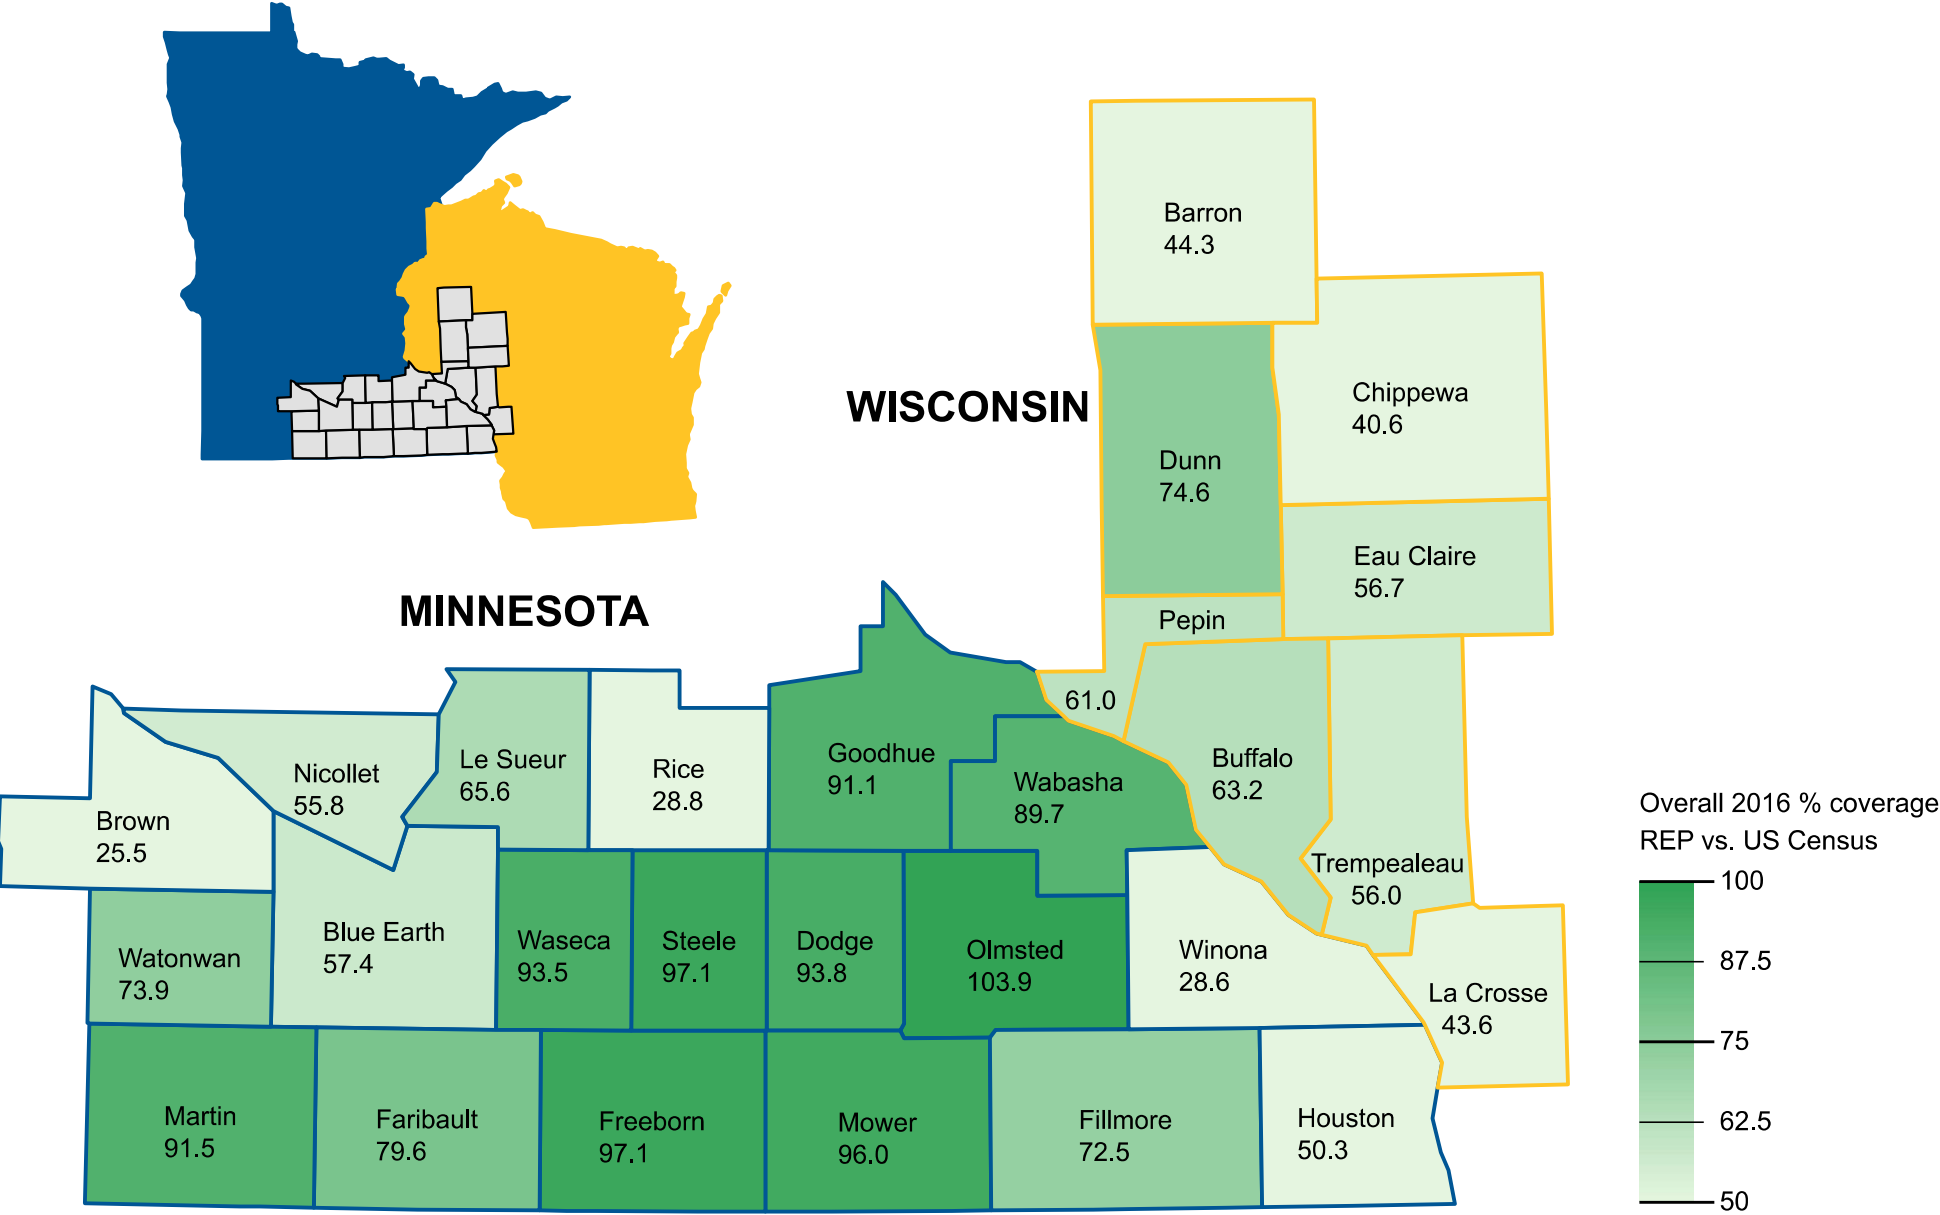 WISCONSIN
Barron
44.3
Chippewa
40.6
Dunn
74.6
Eau Claire
56.7
Pepin
61.0
Buffalo
63.2
Trempealeau
56.0
La Crosse
43.6
MINNESOTA
Brown
25.5
Nicollet
55.8
Le Sueur
65.6
Rice
28.8
Goodhue
91.1
Wabasha
89.7
Watonwan
73.9
Blue Earth
57.4
Waseca
93.5
Steele
97.1
Dodge
93.8
Olmsted
103.9
Winona
28.6
Martin
91.5
Faribault
79.6
Freeborn
97.1
Mower
96.0
Fillmore
72.5
Houston
50.3
Overall 2016 % coverage
REP vs. US Census
100
87.5
75
62.5
50